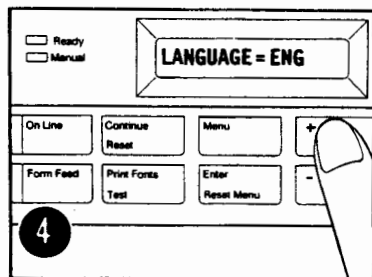 Ready
Manual
LANGUAGE = ENG
On Line
Continue
Reset
Menu
+
Form Feed
Print Fonts
Test
Enter
Reset Menu
-
4